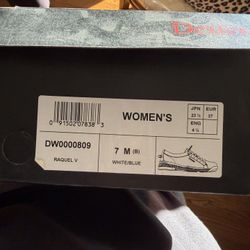 WOMEN'S
JPN
23 ½
EUR
37
ENG
4 ½
0 91502 07838 3
DW0000809
7 M (B)
RAQUEL V
WHITE/BLUE